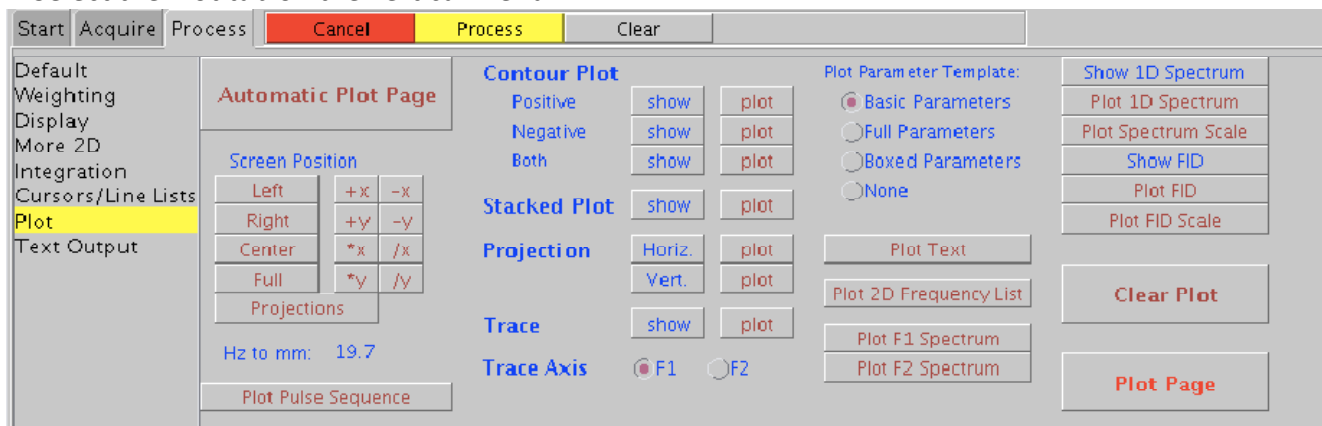 Start Acquire Process Cancel Process Clear
Default
Weighting
Display
More 2D
Integration
Cursors/Line Lists
Plot
Text Output
Automatic Plot Page
Screen Position
Left +x -x
Right +y -y
Center *x /x
Full *y /y
Projections
Hz to mm: 19.7
Plot Pulse Sequence
Contour Plot
Positive show plot
Negative show plot
Both show plot
Stacked Plot show plot
Projection Horiz. plot
Vert. plot
Trace show plot
Trace Axis F1 F2
Plot Parameter Template:
Basic Parameters
Full Parameters
Boxed Parameters
None
Plot Text
Plot 2D Frequency List
Plot F1 Spectrum
Plot F2 Spectrum
Show 1D Spectrum
Plot 1D Spectrum
Plot Spectrum Scale
Show FID
Plot FID
Plot FID Scale
Clear Plot
Plot Page